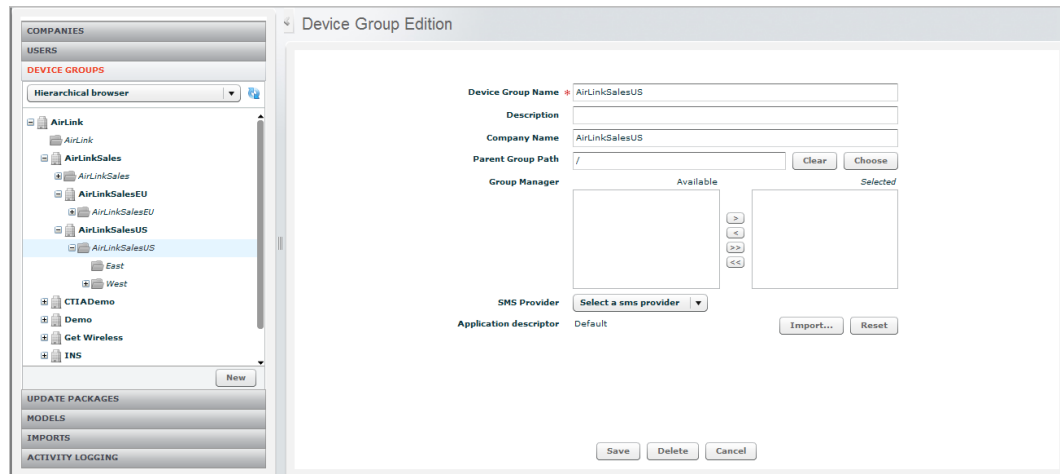 COMPANIES
USERS
DEVICE GROUPS
Hierarchical browser
AirLink
AirLink
AirLinkSales
AirLinkSales
AirLinkSalesEU
AirLinkSalesEU
AirLinkSalesUS
AirLinkSalesUS
East
West
CTIADemo
Demo
Get Wireless
INS
New
UPDATE PACKAGES
MODELS
IMPORTS
ACTIVITY LOGGING
Device Group Edition
Device Group Name * AirLinkSalesUS
Description
Company Name AirLinkSalesUS
Parent Group Path / Clear Choose
Group Manager Available Selected
>
<
>>
<<
SMS Provider Select a sms provider
Application descriptor Default Import... Reset
Save Delete Cancel